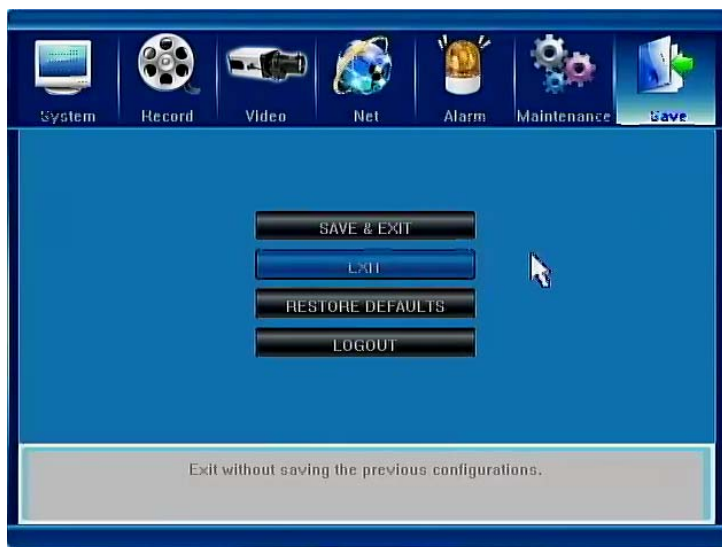 System Record Video Net Alarm Maintenance Save
SAVE & EXIT
EXIT
RESTORE DEFAULTS
LOGOUT
Exit without saving the previous configurations.